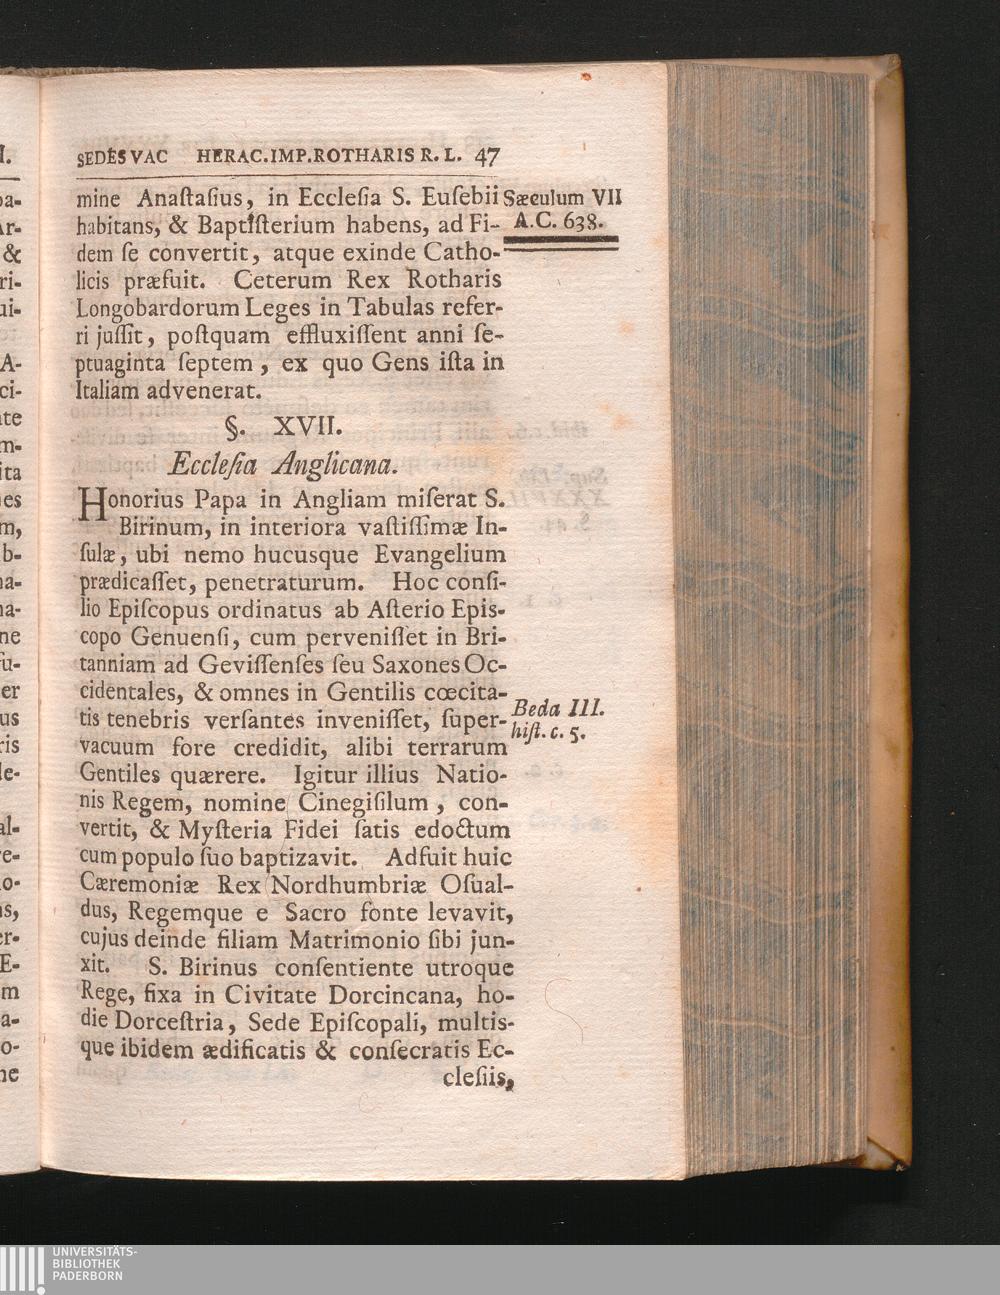 SEDES VAC HERAC.IMP.ROTHARIS R. L. 47
mine Anaſtaſius, in Eccleſia S. Euſebii
habitans, & Baptiſterium habens, ad Fi-
dem ſe convertit, atque exinde Catho-
licis præfuit. Ceterum Rex Rotharis
Longobardorum Leges in Tabulas refer-
ri juſſit, poſtquam effluxiſſent anni ſe-
ptuaginta ſeptem, ex quo Gens iſta in
Italiam advenerat.
Sæculum VII
A.C. 638.
§. XVII.
Eccleſia Anglicana.
Honorius Papa in Angliam miſerat S.
Birinum, in interiora vaſtiſſimæ In-
ſulæ, ubi nemo hucusque Evangelium
prædicaſſet, penetraturum. Hoc conſi-
lio Epiſcopus ordinatus ab Aſterio Epis-
copo Genuenſi, cum perveniſſet in Bri-
tanniam ad Geviſſenſes ſeu Saxones Oc-
cidentales, & omnes in Gentilis cœcita-
tis tenebris verſantes inveniſſet, ſuper-
vacuum fore credidit, alibi terrarum
Gentiles quærere. Igitur illius Natio-
nis Regem, nomine Cinegiſilum, con-
vertit, & Myſteria Fidei ſatis edoctum
cum populo ſuo baptizavit. Adfuit huic
Cæremoniæ Rex Nordhumbriæ Oſual-
dus, Regemque e Sacro fonte levavit,
cujus deinde filiam Matrimonio ſibi jun-
xit. S. Birinus conſentiente utroque
Rege, fixa in Civitate Dorcincana, ho-
die Dorceſtria, Sede Epiſcopali, multis-
que ibidem ædificatis & conſecratis Ec-
cleſiis,
Beda III.
hiſt. c. 5.
UNIVERSITÄTS-
BIBLIOTHEK
PADERBORN